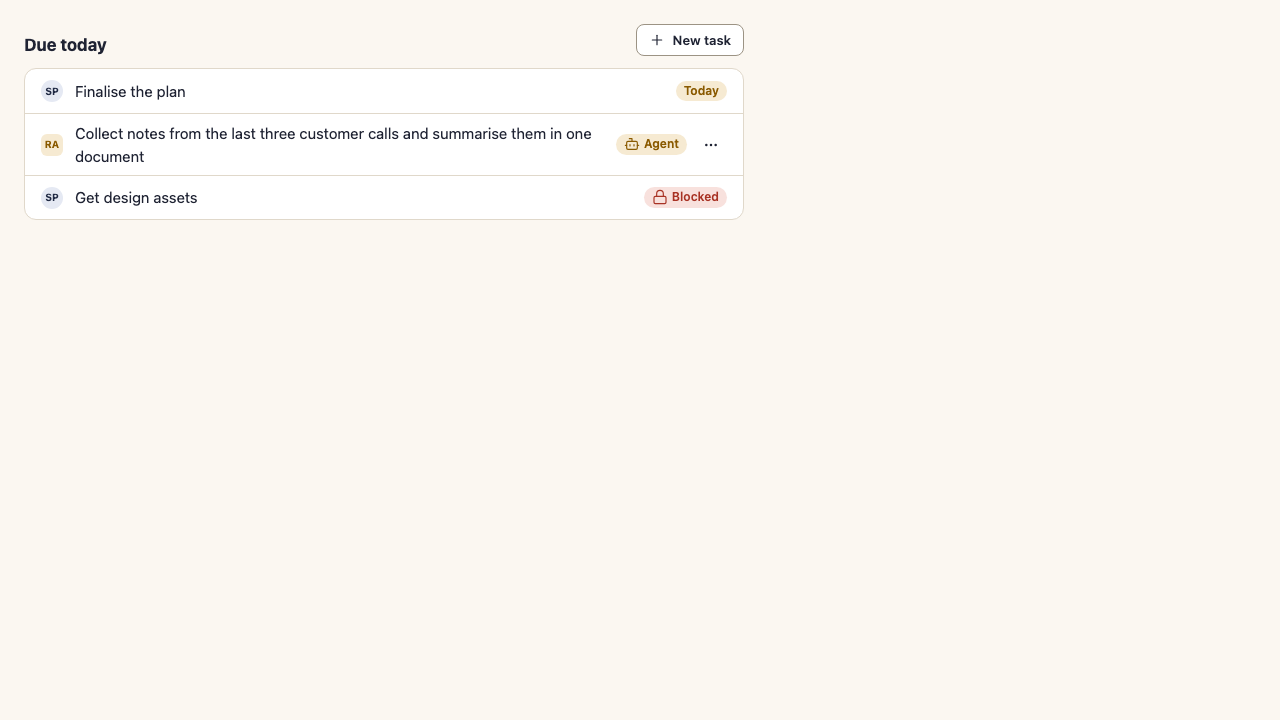 Due today
New task
SP Finalise the plan Today
RA Collect notes from the last three customer calls and summarise them in one
document
Agent
SP Get design assets Blocked